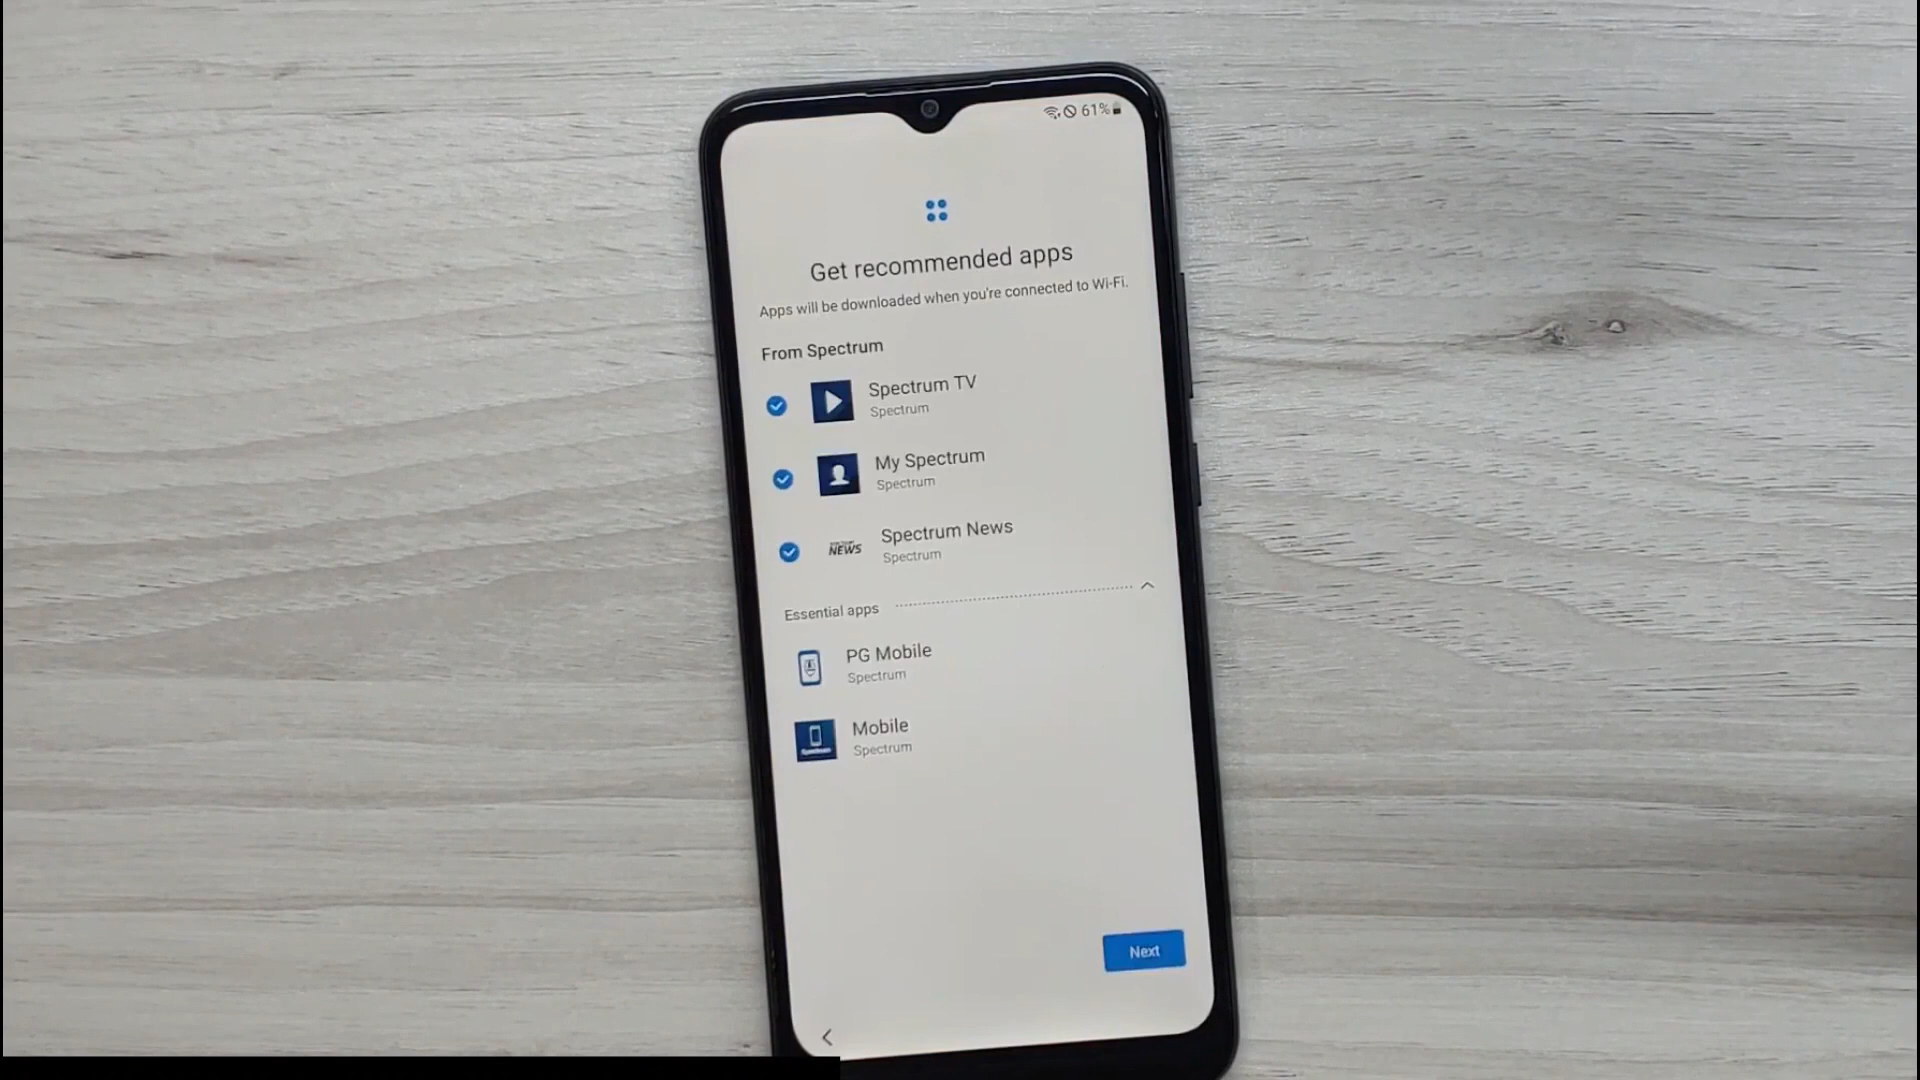 61%
Get recommended apps
Apps will be downloaded when you're connected to Wi-Fi.
From Spectrum
Spectrum TV
Spectrum
My Spectrum
Spectrum
NEWS
Spectrum News
Spectrum
Essential apps
PG Mobile
Spectrum
Mobile
Spectrum
Spectrum
Next